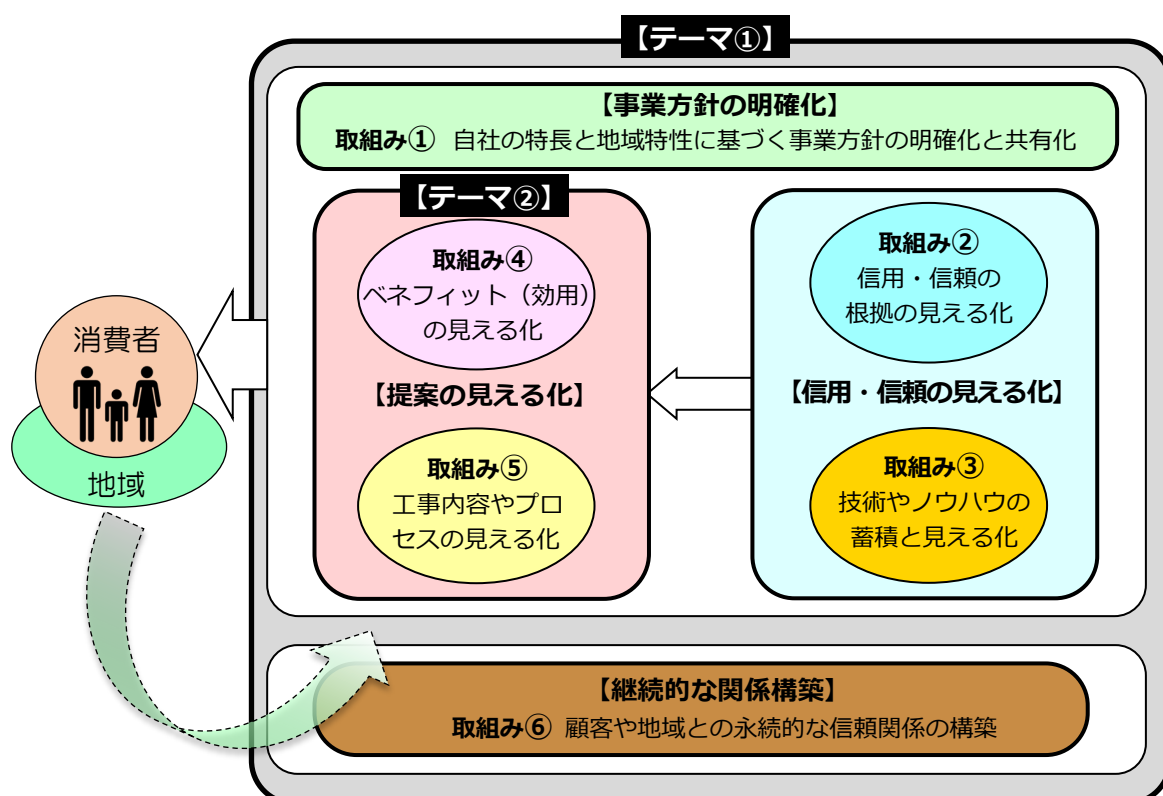 【テーマ①】
【事業方針の明確化】
取組み① 自社の特長と地域特性に基づく事業方針の明確化と共有化
【テーマ②】
取組み④
ベネフィット（効用）
の見える化
【提案の見える化】
取組み⑤
工事内容やプロ
セスの見える化
取組み②
信用・信頼の
根拠の見える化
【信用・信頼の見える化】
取組み③
技術やノウハウの
蓄積と見える化
消費者
地域
【継続的な関係構築】
取組み⑥ 顧客や地域との永続的な信頼関係の構築